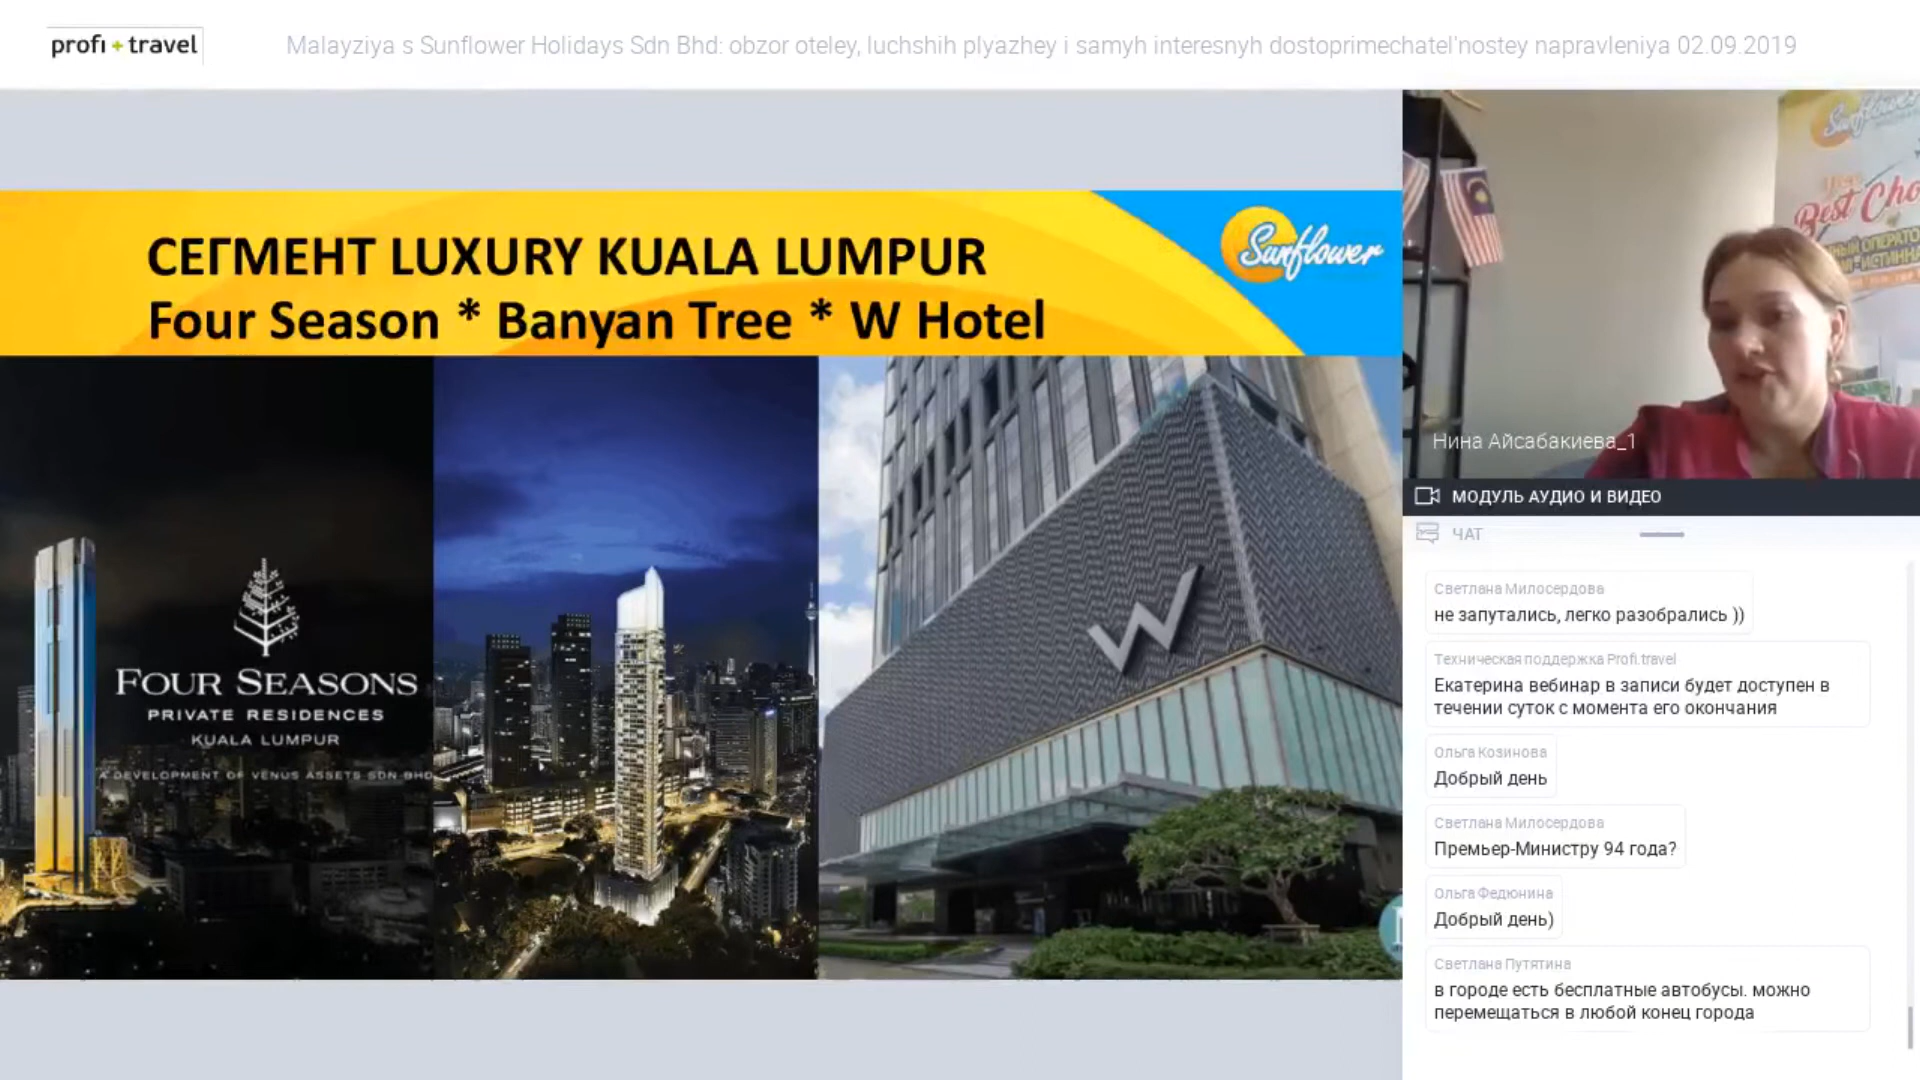 profi + travel
Malayziya s Sunflower Holidays Sdn Bhd: obzor oteley, luchshih plyazhey i samyh interesnyh dostoprimechatel'nostey napravleniya 02.09.2019
СЕГМЕНТ LUXURY KUALA LUMPUR
Four Season * Banyan Tree * W Hotel
Sunflower
FOUR SEASONS
PRIVATE RESIDENCES
KUALA LUMPUR
A DEVELOPMENT OF VENUS ASSETS SDN BHD
W
Sunflower
Best Cho
Нина Айсабакиева_1
МОДУЛЬ АУДИО И ВИДЕО
ЧАТ
Светлана Милосердова
не запутались, легко разобрались ))
Техническая поддержка Profi.travel
Екатерина вебинар в записи будет доступен в
течении суток с момента его окончания
Ольга Козинова
Добрый день
Светлана Милосердова
Премьер-Министру 94 года?
Ольга Федюнина
Добрый день)
Светлана Путятина
в городе есть бесплатные автобусы. можно
перемещаться в любой конец города